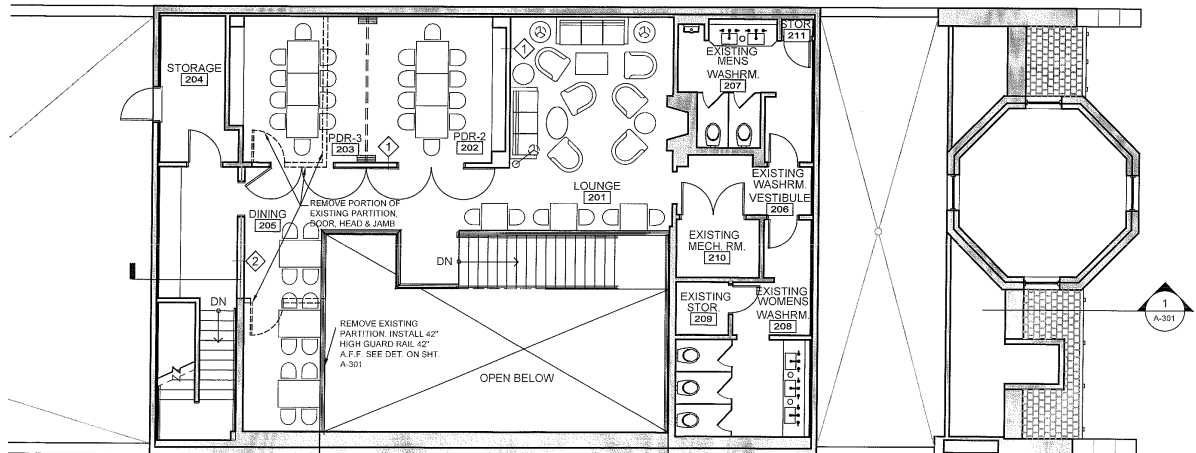 STORAGE
204
PDR-3
203
1
PDR-2
202
1
EXISTING
MENS
WASHRM.
207
STOR.
211
LOUNGE
201
EXISTING
WASHRM.
VESTIBULE
206
REMOVE PORTION OF
EXISTING PARTITION,
DOOR, HEAD & JAMB
DINING
205
2
DN
DN
EXISTING
MECH. RM.
210
EXISTING
STOR.
209
EXISTING
WOMENS
WASHRM.
208
REMOVE EXISTING
PARTITION. INSTALL 42"
HIGH GUARD RAIL 42"
A.F.F. SEE DET. ON SHT.
A-301
OPEN BELOW
1
A-301